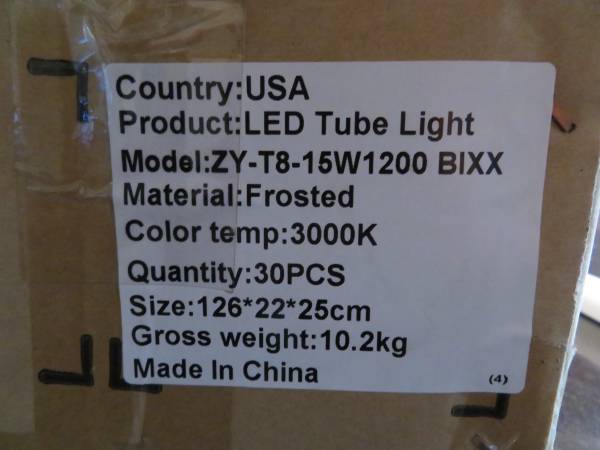 Country:USA
Product:LED Tube Light
Model:ZY-T8-15W1200 BIXX
Material:Frosted
Color temp:3000K
Quantity:30PCS
Size:126*22*25cm
Gross weight:10.2kg
Made In China
(4)